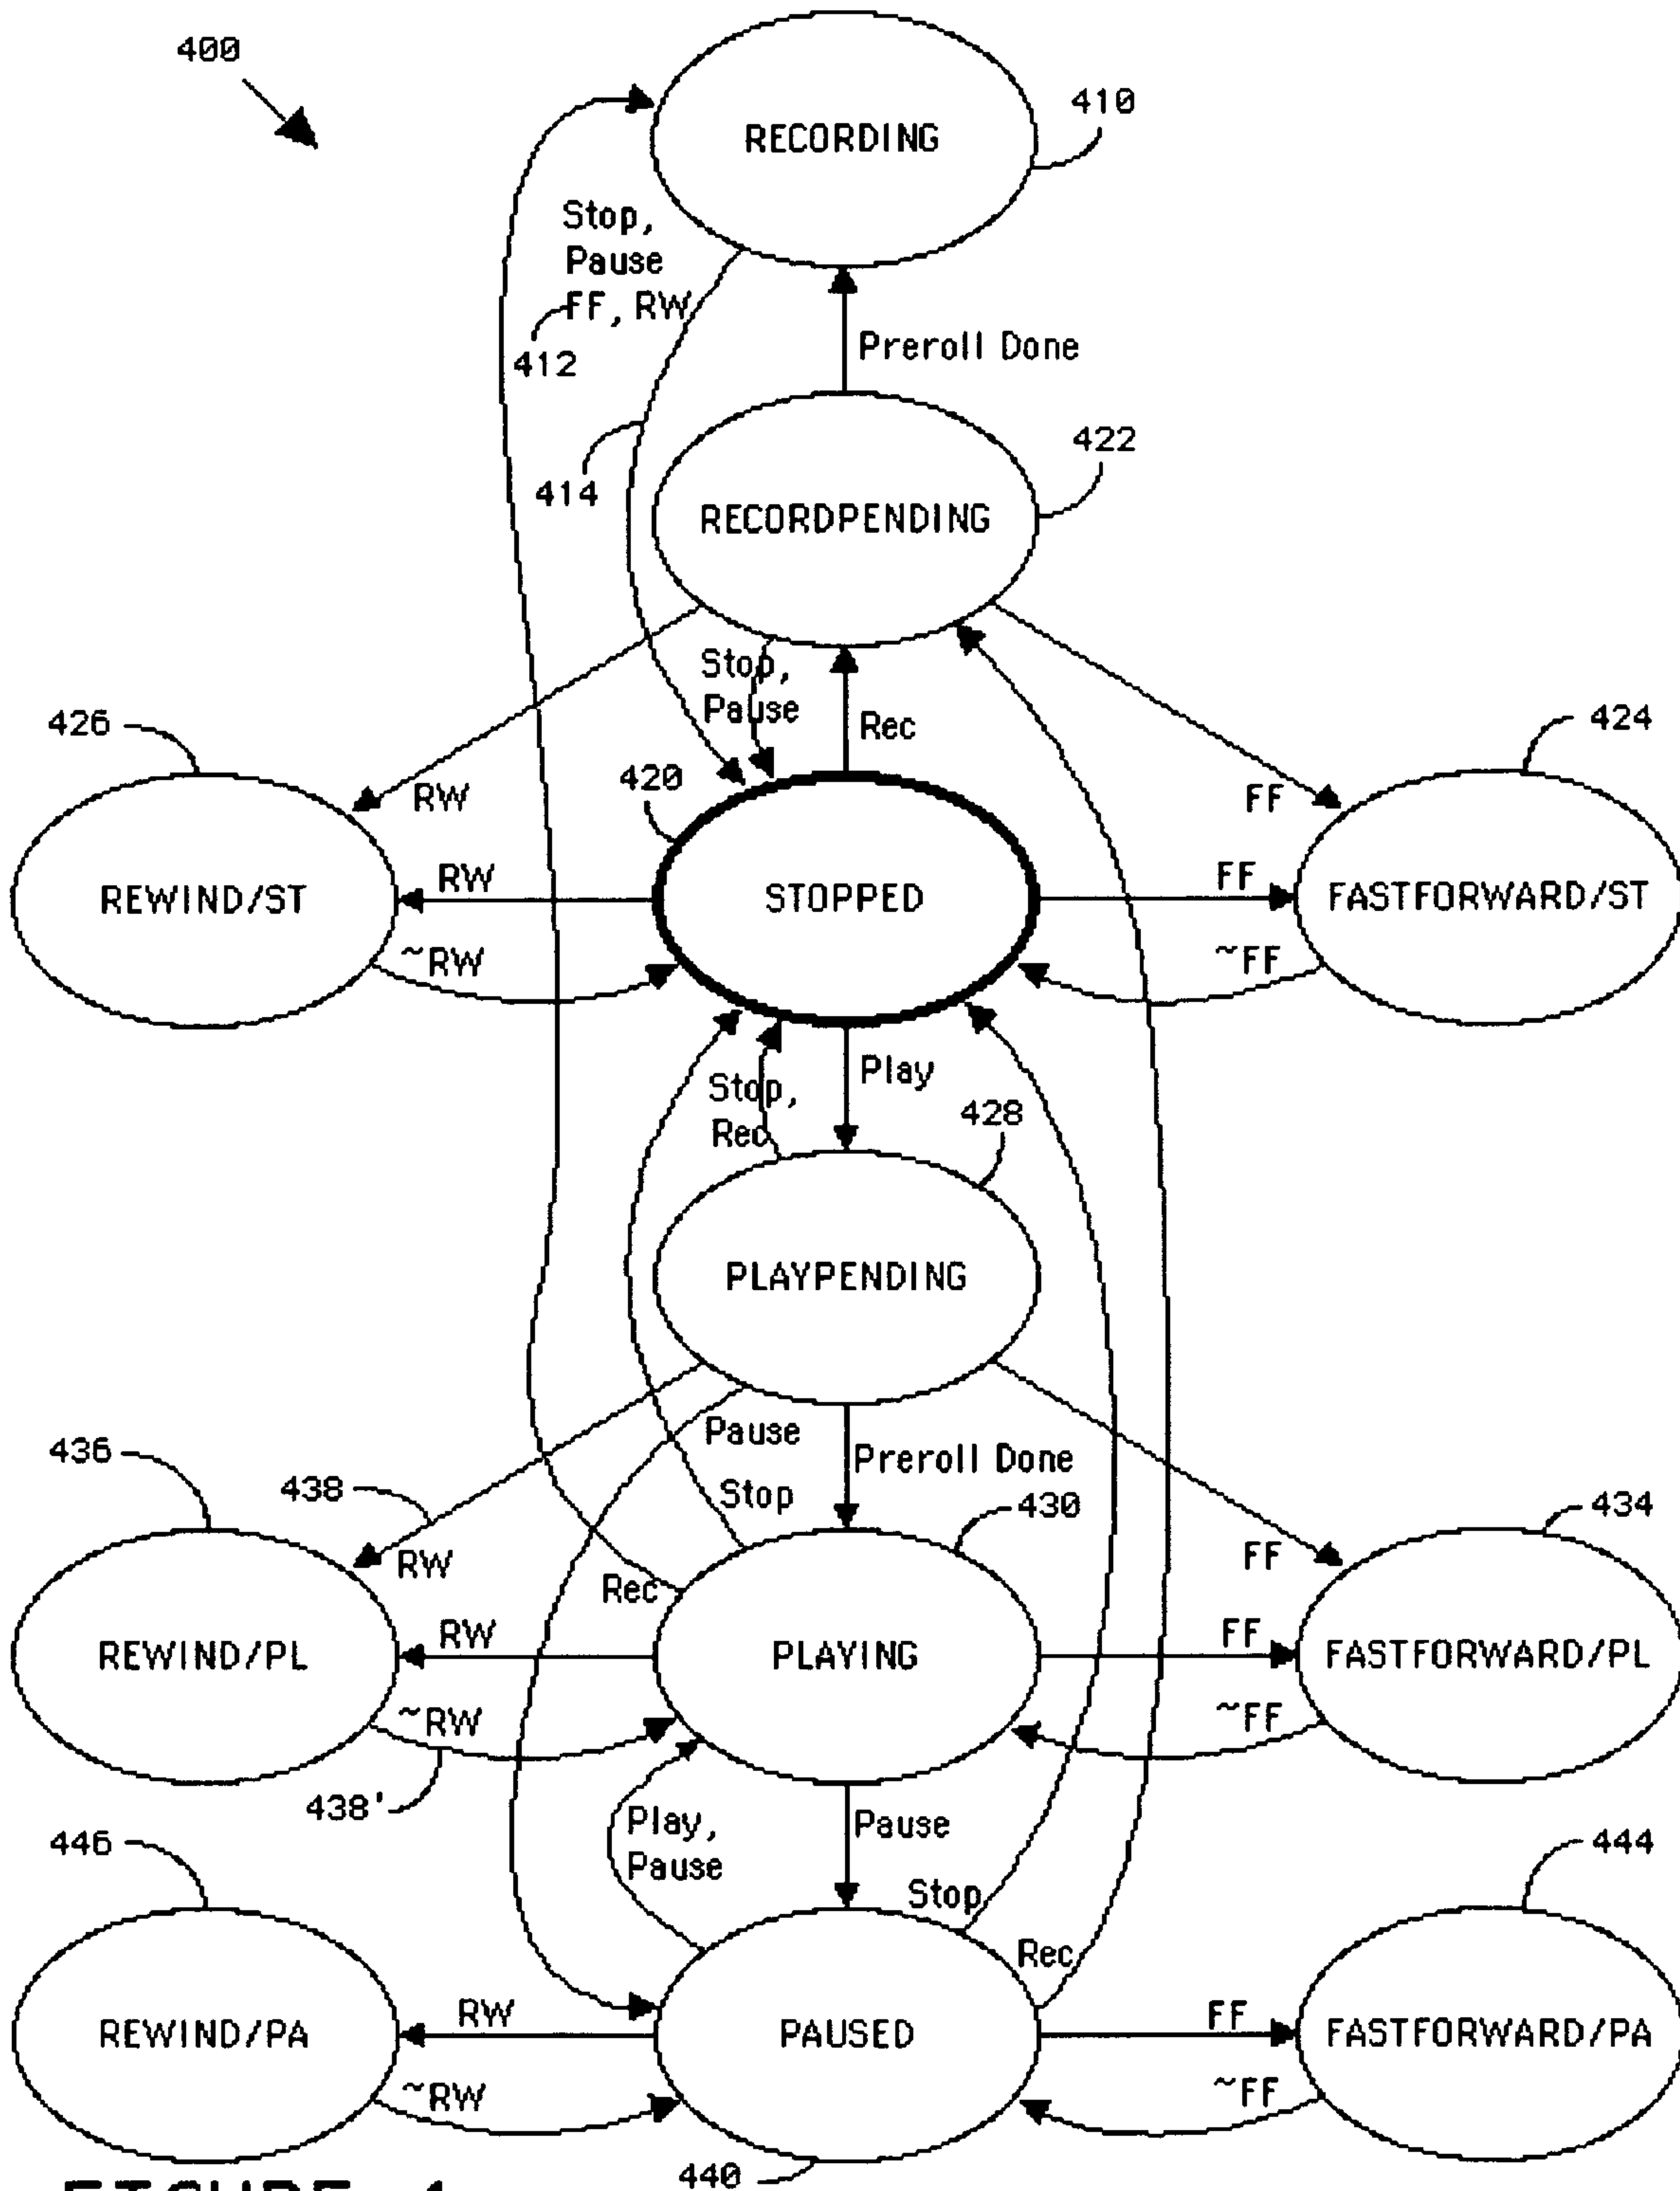 400
RECORDING
410
Stop,
Pause
FF, RW
412
Preroll Done
414
422
RECORDPENDING
Stop,
Pause
Rec
426
424
RW
FF
420
REWIND/ST
RW
STOPPED
FF
FASTFORWARD/ST
~RW
~FF
Play
Stop,
Rec
428
PLAYPENDING
Pause
Preroll Done
436
438
Stop
430
434
RW
FF
Rec
REWIND/PL
RW
PLAYING
FF
FASTFORWARD/PL
~RW
~FF
438'
Play,
Pause
Pause
446
444
Stop
Rec
REWIND/PA
RW
PAUSED
FF
FASTFORWARD/PA
~RW
~FF
440